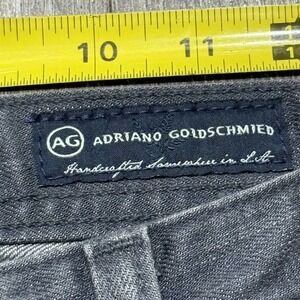 10 11
AG ADRIANO GOLDSCHMIED
Handcrafted Somewhere in L.A.